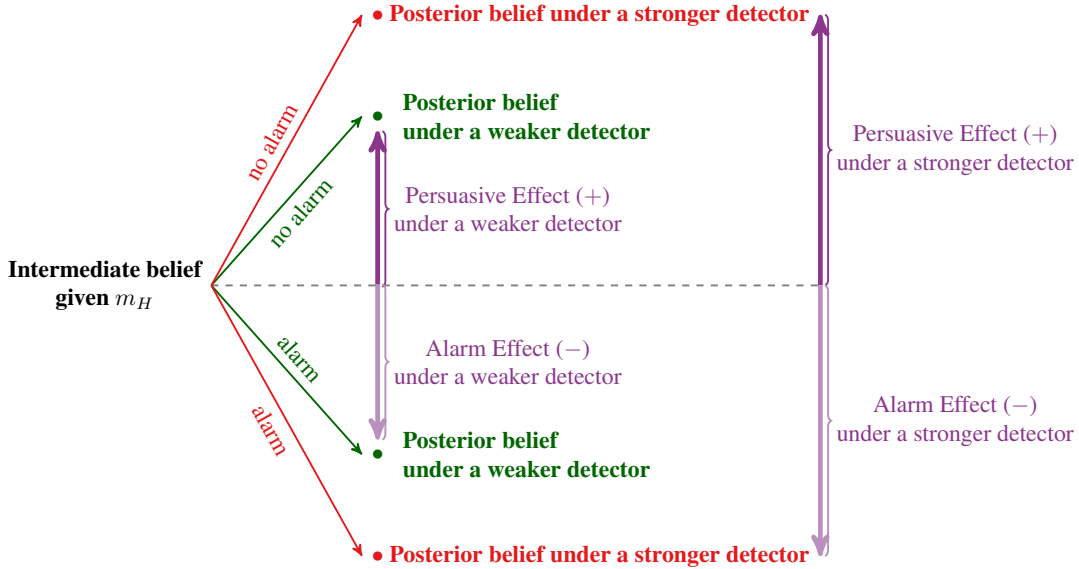 Posterior belief under a stronger detector
Posterior belief
under a weaker detector
no alarm
no alarm
Persuasive Effect (+)
under a weaker detector
Persuasive Effect (+)
under a stronger detector
Intermediate belief
given m_H
alarm
alarm
Alarm Effect (−)
under a weaker detector
Alarm Effect (−)
under a stronger detector
Posterior belief
under a weaker detector
Posterior belief under a stronger detector